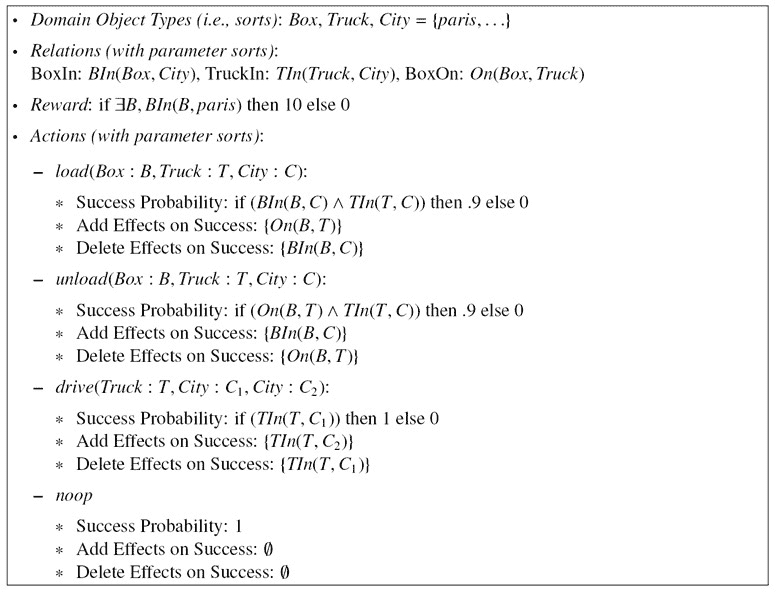 • Domain Object Types (i.e., sorts): Box, Truck, City = {paris, . . .}
• Relations (with parameter sorts):
BoxIn: BIn(Box, City), TruckIn: TIn(Truck, City), BoxOn: On(Box, Truck)
• Reward: if ∃B, BIn(B, paris) then 10 else 0
• Actions (with parameter sorts):
– load(Box : B, Truck : T, City : C):
∗ Success Probability: if (BIn(B, C) ∧ TIn(T, C)) then .9 else 0
∗ Add Effects on Success: {On(B, T)}
∗ Delete Effects on Success: {BIn(B, C)}
– unload(Box : B, Truck : T, City : C):
∗ Success Probability: if (On(B, T) ∧ TIn(T, C)) then .9 else 0
∗ Add Effects on Success: {BIn(B, C)}
∗ Delete Effects on Success: {On(B, T)}
– drive(Truck : T, City : C₁, City : C₂):
∗ Success Probability: if (TIn(T, C₁)) then 1 else 0
∗ Add Effects on Success: {TIn(T, C₂)}
∗ Delete Effects on Success: {TIn(T, C₁)}
– noop
∗ Success Probability: 1
∗ Add Effects on Success: ∅
∗ Delete Effects on Success: ∅